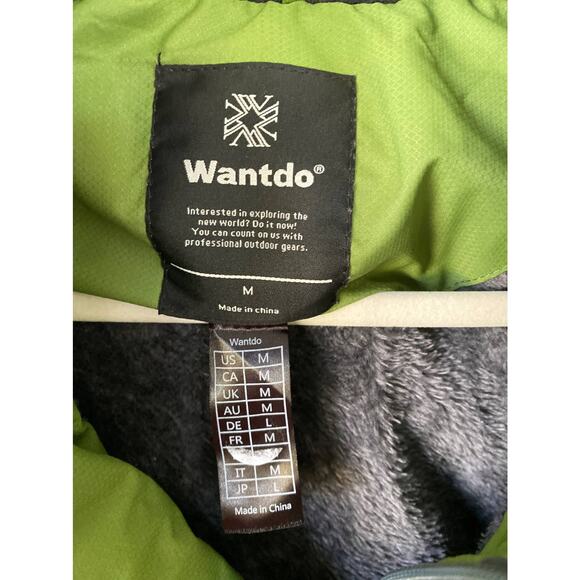 Wantdo®
Interested in exploring the
new world? Do it now!
You can count on us with
professional outdoor gears.
M
Made in china
Wantdo
US M
CA M
UK M
AU M
DE L
FR M
IT M
JP L
Made in China